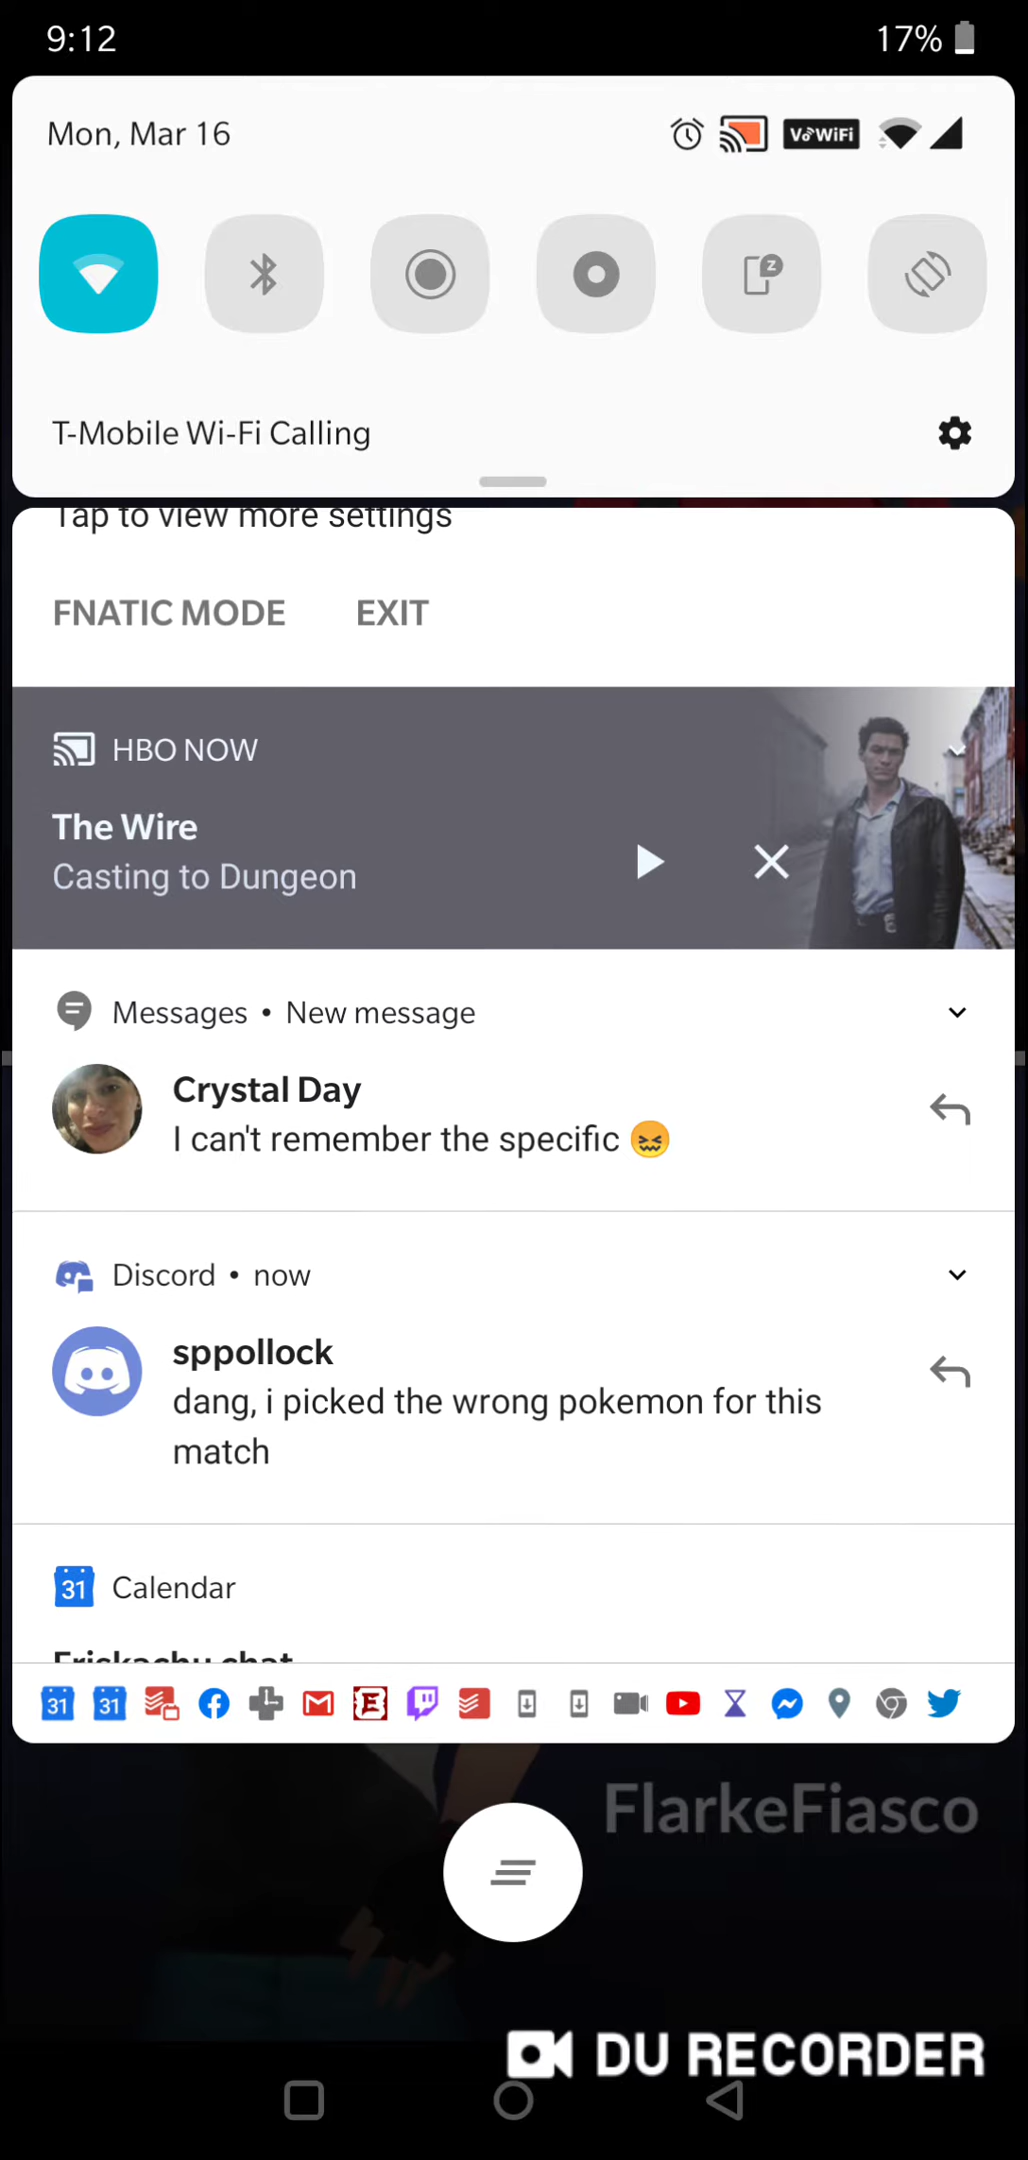 9:12
17%
Mon, Mar 16
VoWiFi
T-Mobile Wi-Fi Calling
Tap to view more settings
FNATIC MODE EXIT
HBO NOW
The Wire
Casting to Dungeon
Messages • New message
Crystal Day
I can't remember the specific 😖
Discord • now
sppollock
dang, i picked the wrong pokemon for this
match
31 Calendar
Friskachu chat
31 31
FlarkeFiasco
DU RECORDER